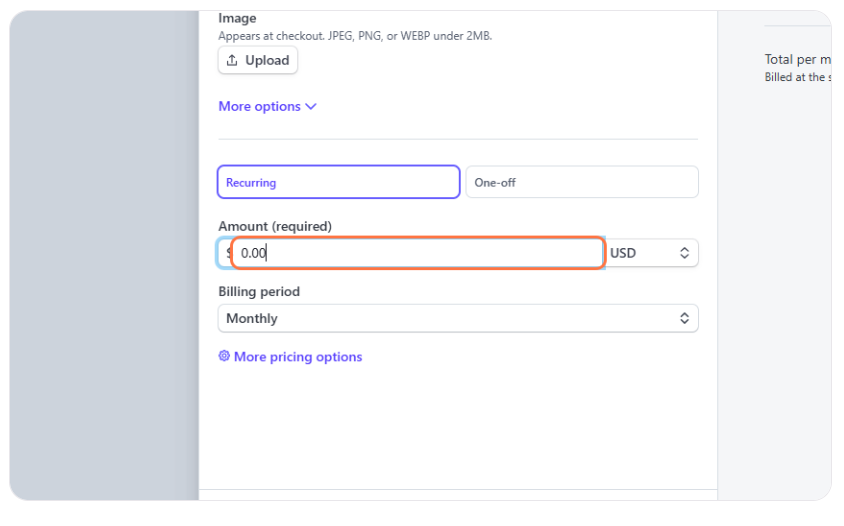 Image
Appears at checkout. JPEG, PNG, or WEBP under 2MB.
Upload
More options
Recurring
One-off
Amount (required)
$ 0.00
USD
Billing period
Monthly
More pricing options
Total per
Billed at the